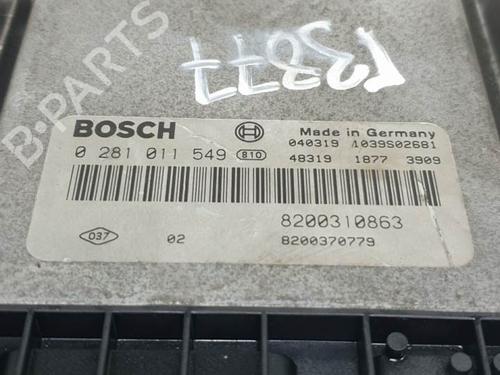 B-PARTS
BOSCH Made in Germany
040319 1039S02681
0 281 011 549 810 48319 1877 3909
8200310863
037 02 8200370779